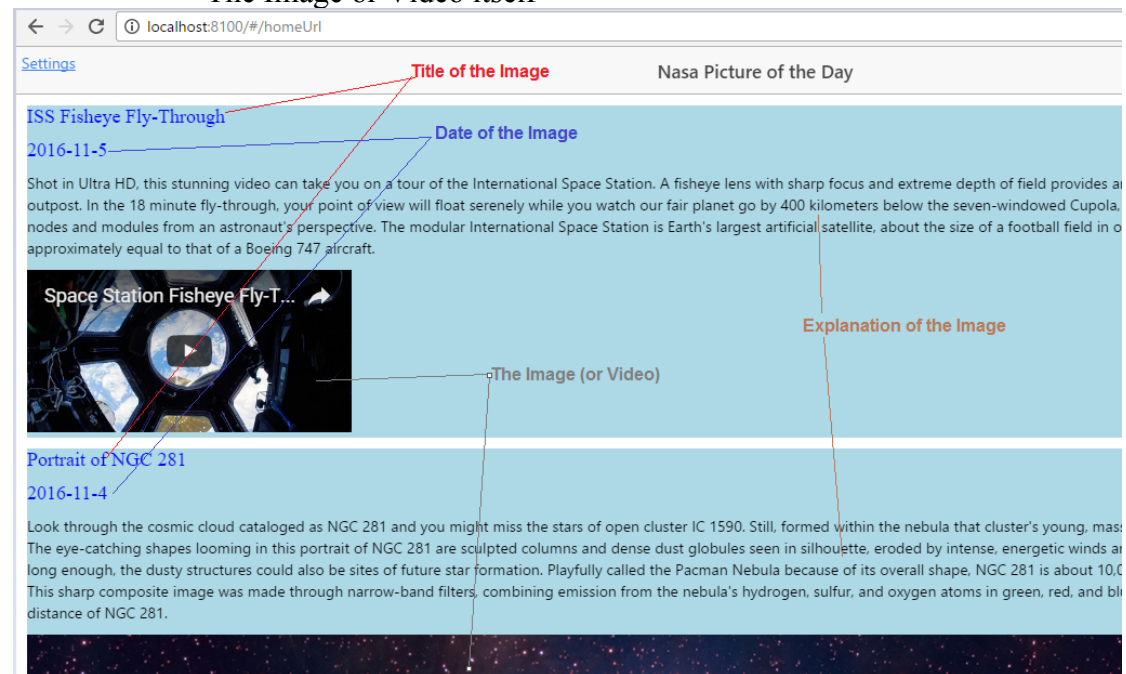 The Image or Video itself
localhost:8100/#/homeUrl
Settings
Title of the Image
Nasa Picture of the Day
ISS Fisheye Fly-Through
Date of the Image
2016-11-5
Shot in Ultra HD, this stunning video can take you on a tour of the International Space Station. A fisheye lens with sharp focus and extreme depth of field provides
outpost. In the 18 minute fly-through, your point of view will float serenely while you watch our fair planet go by 400 kilometers below the seven-windowed Cupola,
nodes and modules from an astronaut's perspective. The modular International Space Station is Earth's largest artificial satellite, about the size of a football field in
approximately equal to that of a Boeing 747 aircraft.
Space Station Fisheye Fly-T...
Explanation of the Image
The Image (or Video)
Portrait of NGC 281
2016-11-4
Look through the cosmic cloud cataloged as NGC 281 and you might miss the stars of open cluster IC 1590. Still, formed within the nebula that cluster's young,
The eye-catching shapes looming in this portrait of NGC 281 are sculpted columns and dense dust globules seen in silhouette, eroded by intense, energetic winds
long enough, the dusty structures could also be sites of future star formation. Playfully called the Pacman Nebula because of its overall shape, NGC 281 is about
This sharp composite image was made through narrow-band filters, combining emission from the nebula's hydrogen, sulfur, and oxygen atoms in green, red, and
distance of NGC 281.